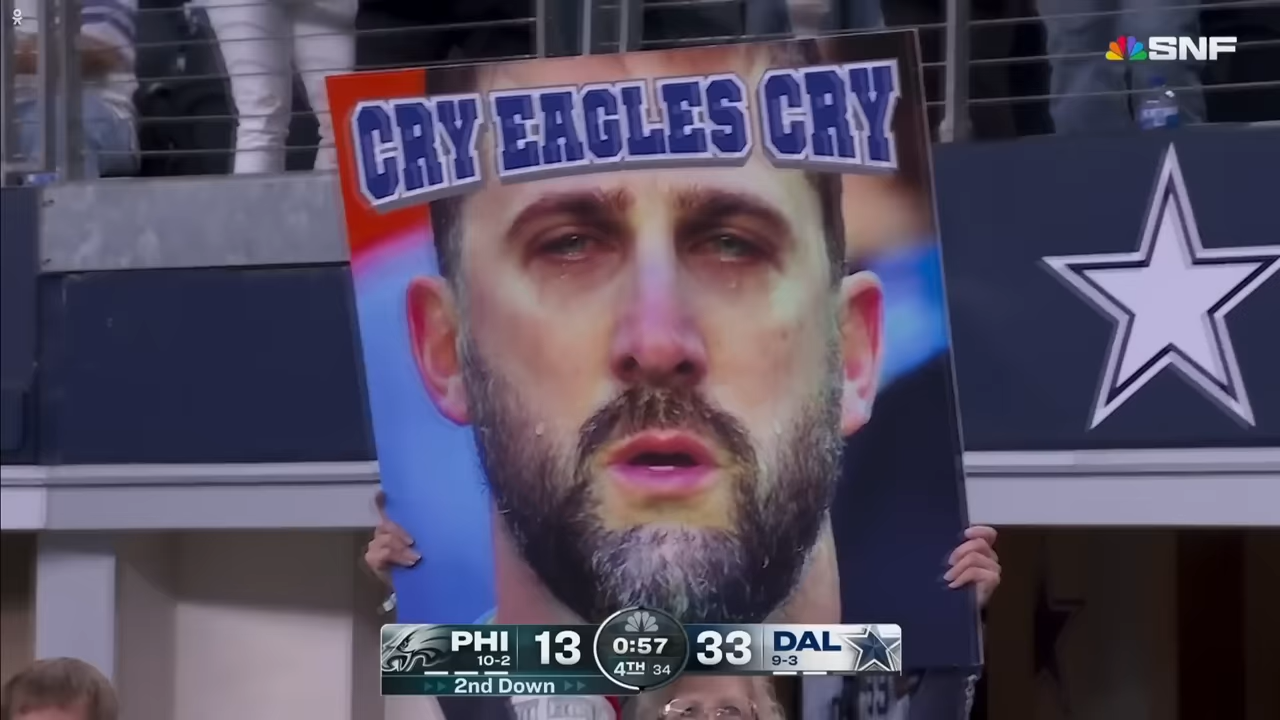 SNF
CRY EAGLES CRY
PHI 13 0:57 33 DAL
10-2 4TH 34 9-3
2nd Down